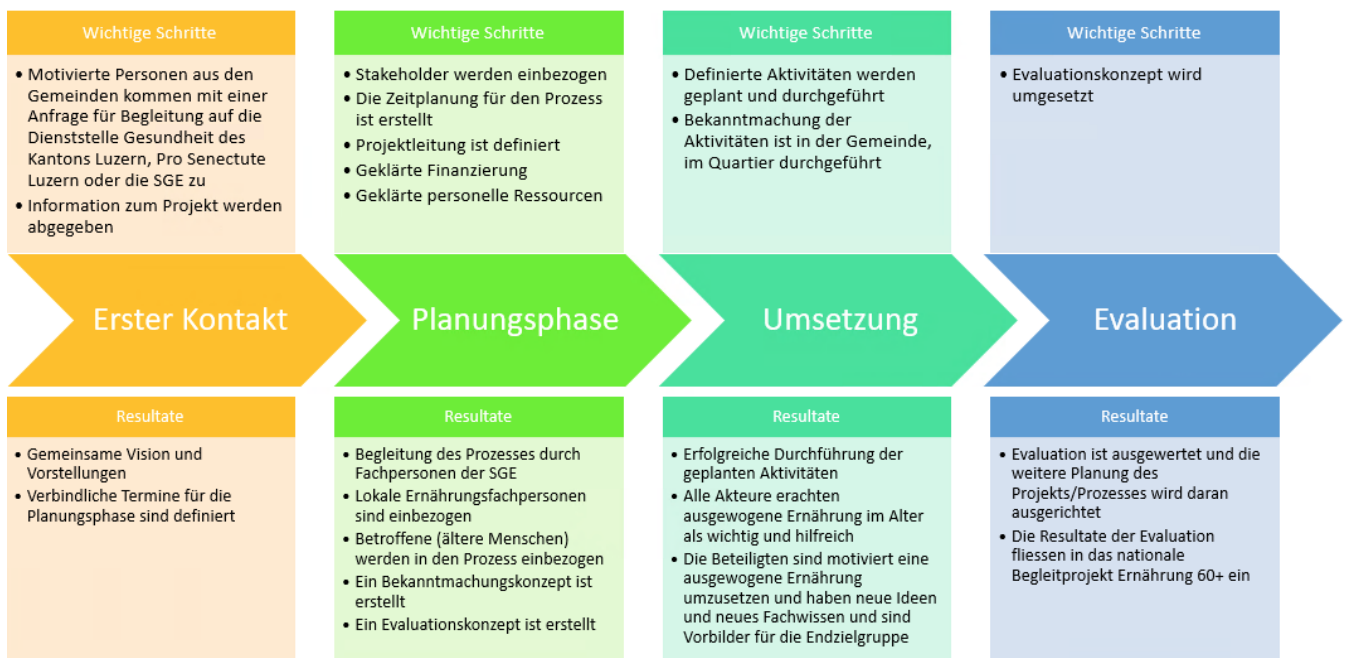 Wichtige Schritte
• Motivierte Personen aus den
Gemeinden kommen mit einer
Anfrage für Begleitung auf die
Dienststelle Gesundheit des
Kantons Luzern, Pro Senectute
Luzern oder die SGE zu
• Information zum Projekt werden
abgegeben
Wichtige Schritte
• Stakeholder werden einbezogen
• Die Zeitplanung für den Prozess
ist erstellt
• Projektleitung ist definiert
• Geklärte Finanzierung
• Geklärte personelle Ressourcen
Wichtige Schritte
• Definierte Aktivitäten werden
geplant und durchgeführt
• Bekanntmachung der
Aktivitäten ist in der Gemeinde,
im Quartier durchgeführt
Wichtige Schritte
• Evaluationskonzept wird
umgesetzt
Erster Kontakt
Planungsphase
Umsetzung
Evaluation
Resultate
• Gemeinsame Vision und
Vorstellungen
• Verbindliche Termine für die
Planungsphase sind definiert
Resultate
• Begleitung des Prozesses durch
Fachpersonen der SGE
• Lokale Ernährungsfachpersonen
sind einbezogen
• Betroffene (ältere Menschen)
werden in den Prozess einbezogen
• Ein Bekanntmachungskonzept ist
erstellt
• Ein Evaluationskonzept ist erstellt
Resultate
• Erfolgreiche Durchführung der
geplanten Aktivitäten
• Alle Akteure erachten
ausgewogene Ernährung im Alter
als wichtig und hilfreich
• Die Beteiligten sind motiviert eine
ausgewogene Ernährung
umzusetzen und haben neue Ideen
und neues Fachwissen und sind
Vorbilder für die Endzielgruppe
Resultate
• Evaluation ist ausgewertet und die
weitere Planung des
Projekts/Prozesses wird daran
ausgerichtet
• Die Resultate der Evaluation
fliessen in das nationale
Begleitprojekt Ernährung 60+ ein